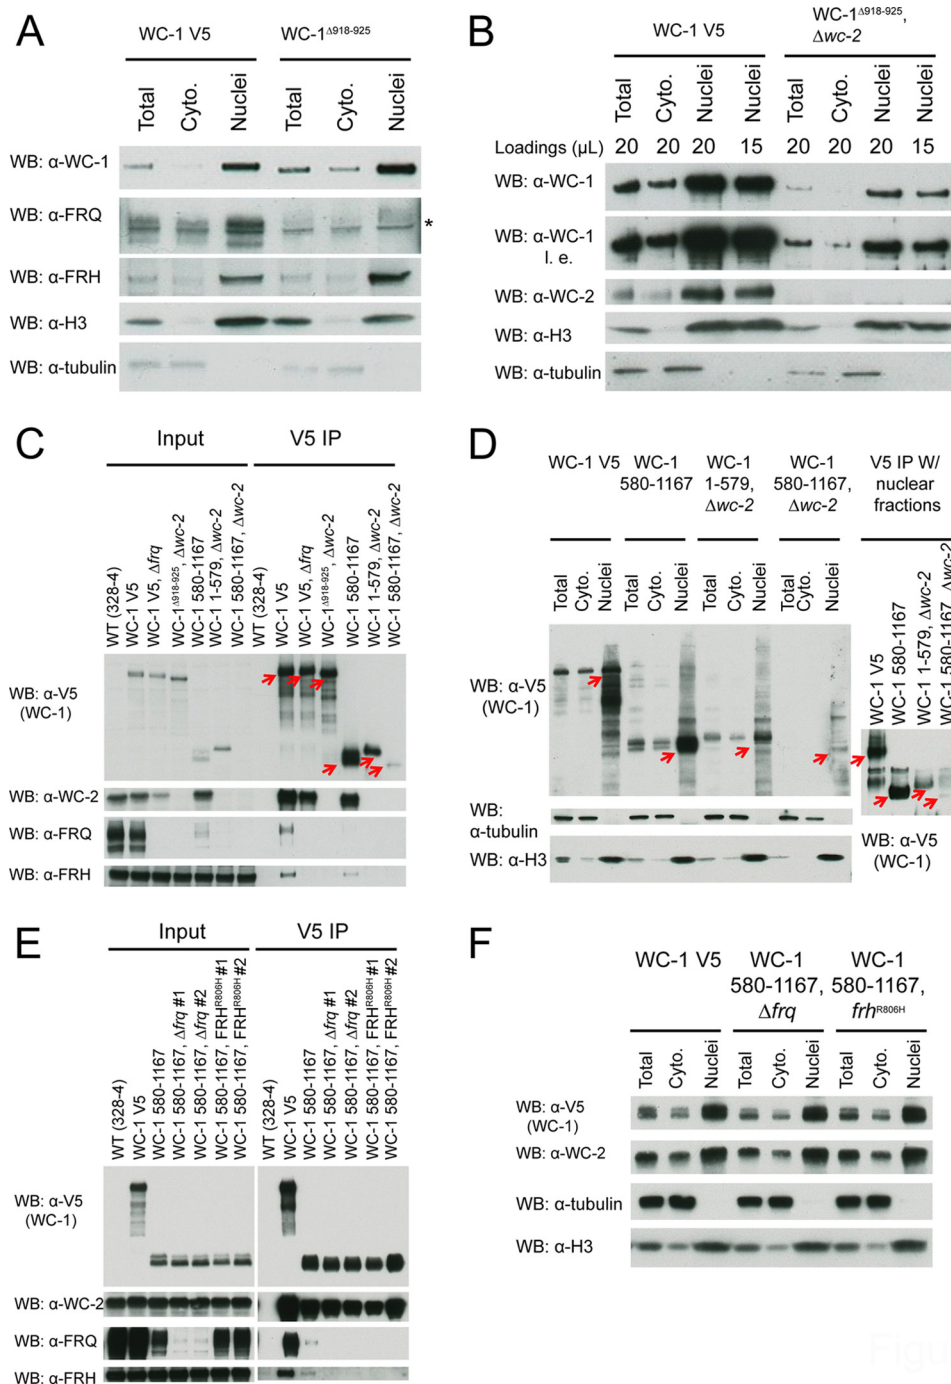 A
WC-1 V5
WC-1Δ918-925
Total
Cyto.
Nuclei
Total
Cyto.
Nuclei
WB: α-WC-1
WB: α-FRQ
*
WB: α-FRH
WB: α-H3
WB: α-tubulin
B
WC-1 V5
WC-1Δ918-925,
Δwc-2
Total
Cyto.
Nuclei
Nuclei
Total
Cyto.
Nuclei
Nuclei
Loadings (µL) 20 20 20 15 20 20 20 15
WB: α-WC-1
WB: α-WC-1
l. e.
WB: α-WC-2
WB: α-H3
WB: α-tubulin
C
Input
V5 IP
WT (328-4)
WC-1 V5
WC-1 V5, Δfrq
WC-1Δ918-925, Δwc-2
WC-1 580-1167
WC-1 1-579, Δwc-2
WC-1 580-1167, Δwc-2
WT (328-4)
WC-1 V5
WC-1 V5, Δfrq
WC-1Δ918-925, Δwc-2
WC-1 580-1167
WC-1 1-579, Δwc-2
WC-1 580-1167, Δwc-2
WB: α-V5
(WC-1)
WB: α-WC-2
WB: α-FRQ
WB: α-FRH
D
WC-1 V5
WC-1
580-1167
WC-1
1-579,
Δwc-2
WC-1
580-1167,
Δwc-2
V5 IP W/
nuclear
fractions
Total
Cyto.
Nuclei
Total
Cyto.
Nuclei
Total
Cyto.
Nuclei
Total
Cyto.
Nuclei
WC-1 V5
WC-1 580-1167
WC-1 1-579, Δwc-2
WC-1 580-1167, Δwc-2
WB: α-V5
(WC-1)
WB:
α-tubulin
WB: α-H3
WB: α-V5
(WC-1)
E
Input
V5 IP
WT (328-4)
WC-1 V5
WC-1 580-1167
WC-1 580-1167, Δfrq #1
WC-1 580-1167, Δfrq #2
WC-1 580-1167, FRHR806H #1
WC-1 580-1167, FRHR806H #2
WT (328-4)
WC-1 V5
WC-1 580-1167
WC-1 580-1167, Δfrq #1
WC-1 580-1167, Δfrq #2
WC-1 580-1167, FRHR806H #1
WC-1 580-1167, FRHR806H #2
WB: α-V5
(WC-1)
WB: α-WC-2
WB: α-FRQ
WB: α-FRH
F
WC-1 V5
WC-1
580-1167,
Δfrq
WC-1
580-1167,
frhR806H
Total
Cyto.
Nuclei
Total
Cyto.
Nuclei
Total
Cyto.
Nuclei
WB: α-V5
(WC-1)
WB: α-WC-2
WB: α-tubulin
WB: α-H3
Figu